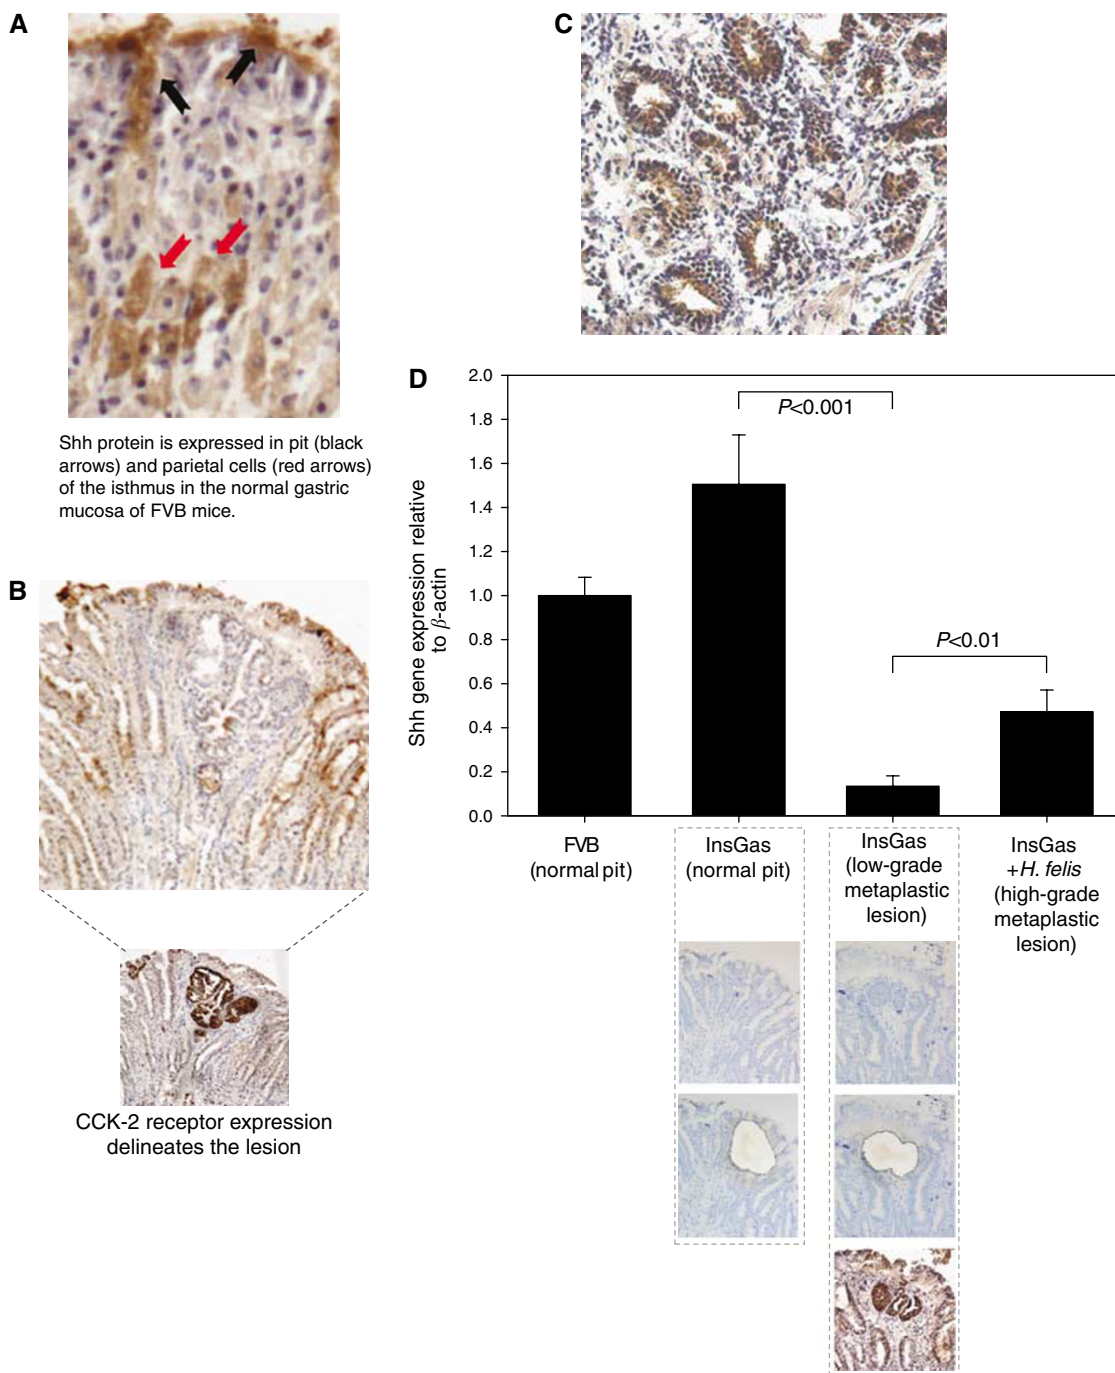 A
Shh protein is expressed in pit (black
arrows) and parietal cells (red arrows)
of the isthmus in the normal gastric
mucosa of FVB mice.
B
CCK-2 receptor expression
delineates the lesion
C
D
Shh gene expression relative
to β-actin
2.0
1.8
1.6
1.4
1.2
1.0
0.8
0.6
0.4
0.2
0.0
P<0.001
P<0.01
FVB
(normal pit)
InsGas
(normal pit)
InsGas
(low-grade
metaplastic
lesion)
InsGas
+H. felis
(high-grade
metaplastic
lesion)